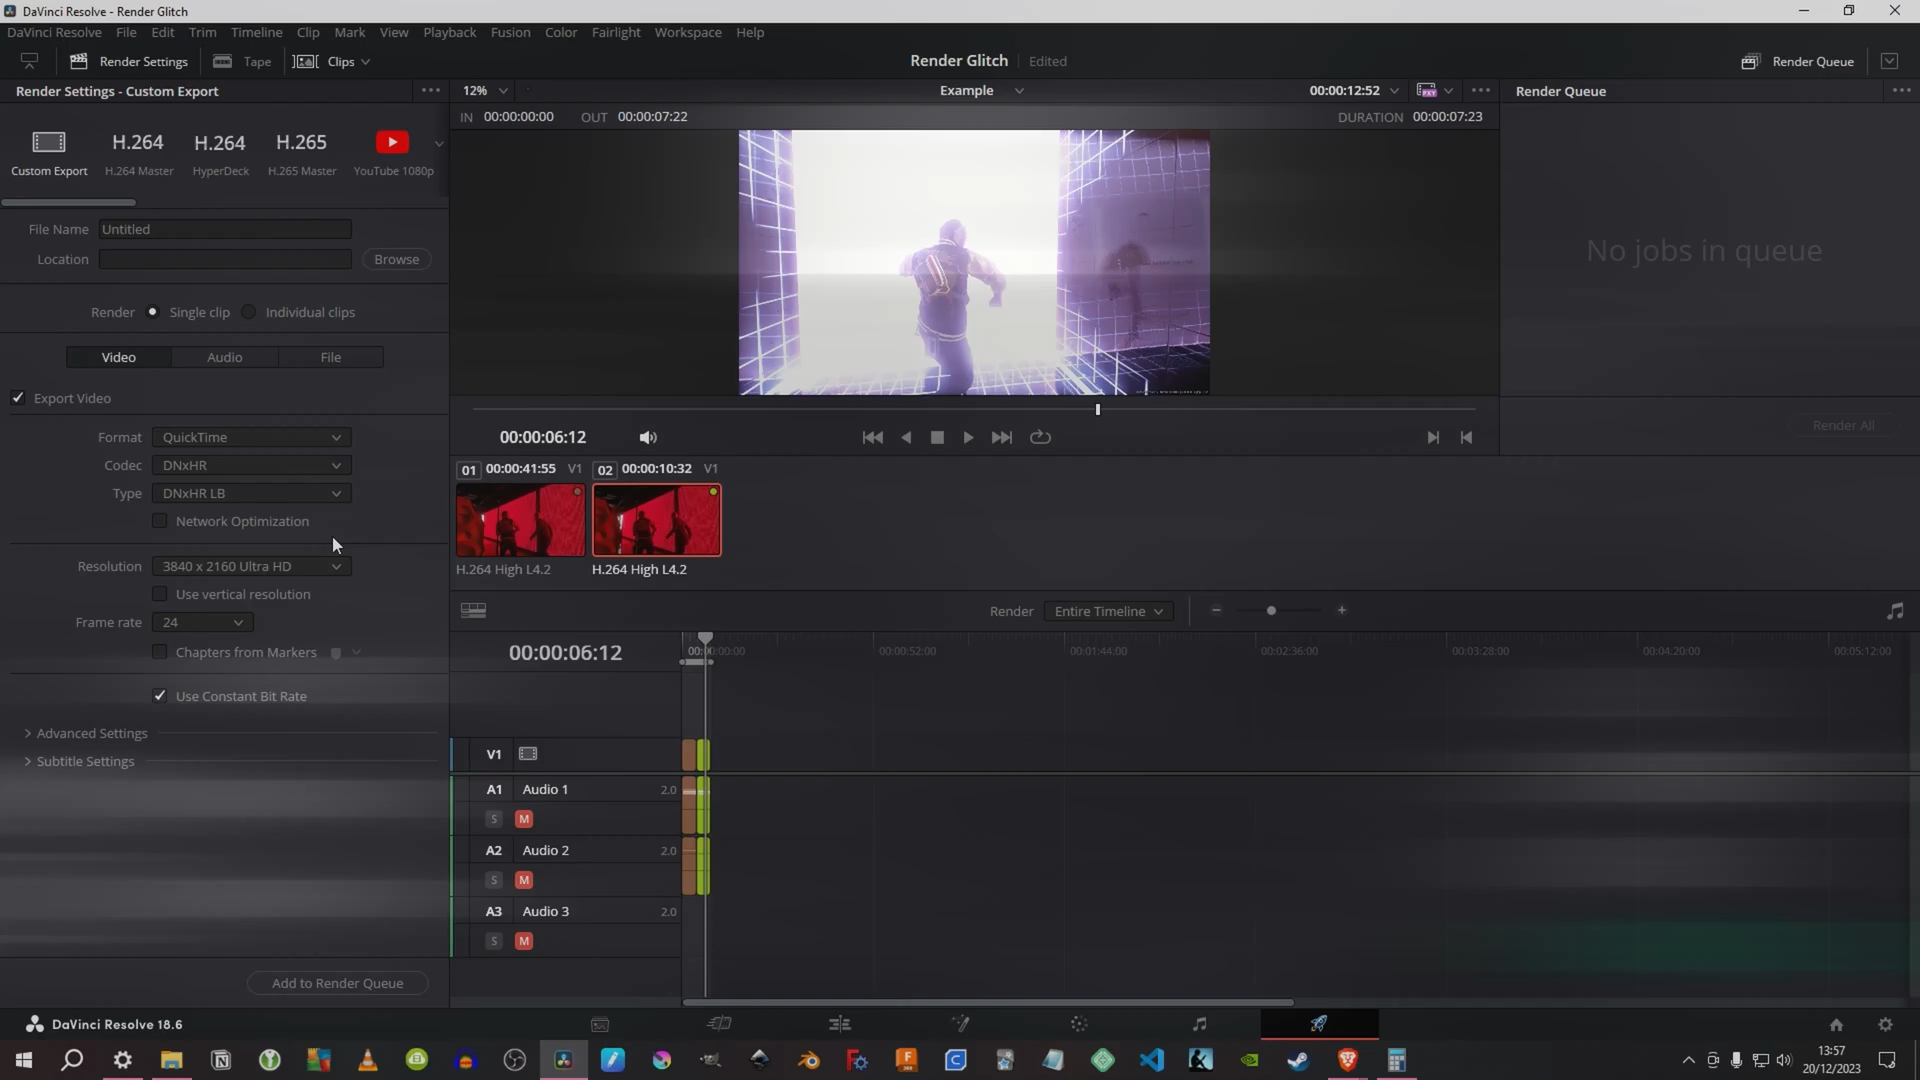 DaVinci Resolve - Render Glitch
DaVinci Resolve File Edit Trim Timeline Clip Mark View Playback Fusion Color Fairlight Workspace Help
Render Settings Tape Clips Render Glitch Edited Render Queue
Render Settings - Custom Export 12% Example 00:00:12:52 Render Queue
IN 00:00:00:00 OUT 00:00:07:22 DURATION 00:00:07:23
H.264 H.264 H.265
Custom Export H.264 Master HyperDeck H.265 Master YouTube 1080p
File Name Untitled
Location Browse
No jobs in queue
Render Single clip Individual clips
Video Audio File
Export Video
Render All
Format QuickTime
00:00:06:12
Codec DNxHR
01 00:00:41:55 V1 02 00:00:10:32 V1
Type DNxHR LB
Network Optimization
Resolution 3840 x 2160 Ultra HD
H.264 High L4.2 H.264 High L4.2
Use vertical resolution
Render Entire Timeline
Frame rate 24
Chapters from Markers
00:00:06:12 00:00:52:00 00:01:44:00 00:02:36:00 00:03:28:00 00:04:20:00 00:05:12:00
Use Constant Bit Rate
Advanced Settings
Subtitle Settings
V1
A1 Audio 1 2.0
S M
A2 Audio 2 2.0
S M
A3 Audio 3 2.0
S M
Add to Render Queue
DaVinci Resolve 18.6
13:57
20/12/2023